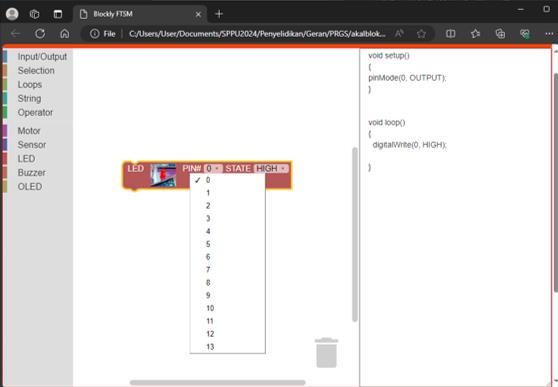 Blockly FTSM
File
C:/Users/User/Documents/SPPU2024/Penyelidikan/Geran/PRGS/akalblok...
Input/Output
Selection
Loops
String
Operator
Motor
Sensor
LED
Buzzer
OLED
LED PIN# 0 STATE HIGH
✓ 0
1
2
3
4
5
6
7
8
9
10
11
12
13
void setup()
{
pinMode(0, OUTPUT);
}
void loop()
{
digitalWrite(0, HIGH);
}